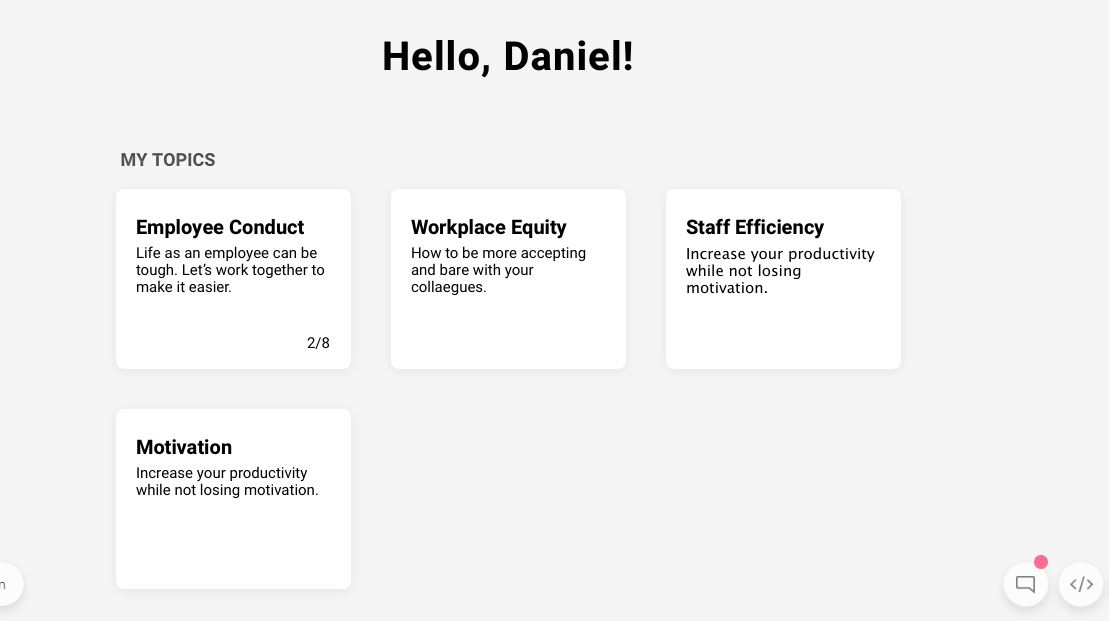 Hello, Daniel!
MY TOPICS
Employee Conduct
Life as an employee can be
tough. Let's work together to
make it easier.
2/8
Workplace Equity
How to be more accepting
and bare with your
collaegues.
Staff Efficiency
Increase your productivity
while not losing
motivation.
Motivation
Increase your productivity
while not losing motivation.
n